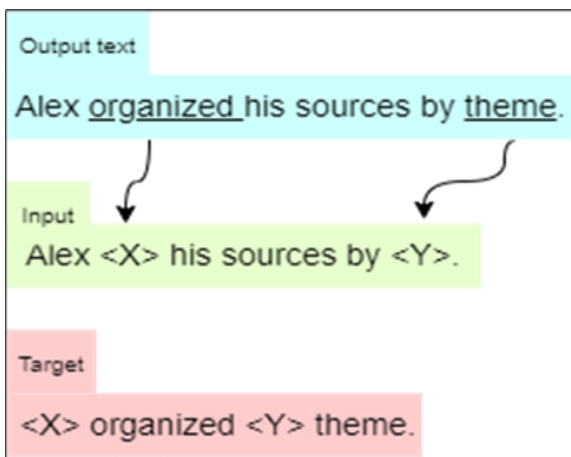 Output text
Alex organized his sources by theme.
Input
Alex <X> his sources by <Y>.
Target
<X> organized <Y> theme.